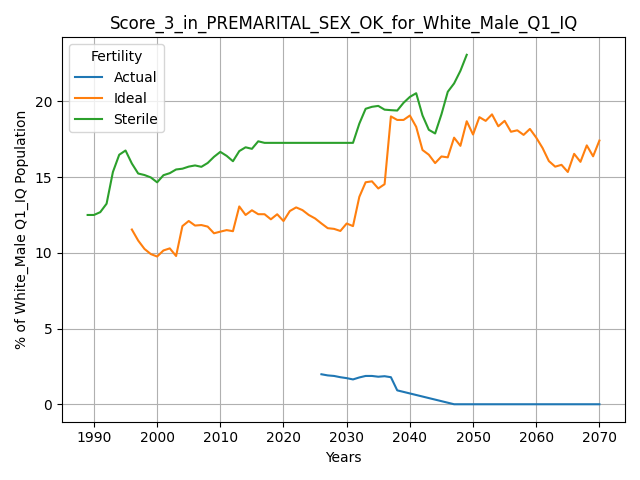 Score_3_in_PREMARITAL_SEX_OK_for_White_Male_Q1_IQ
Fertility
Actual
Ideal
Sterile
% of White_Male Q1_IQ Population
20
15
10
5
0
1990 2000 2010 2020 2030 2040 2050 2060 2070
Years